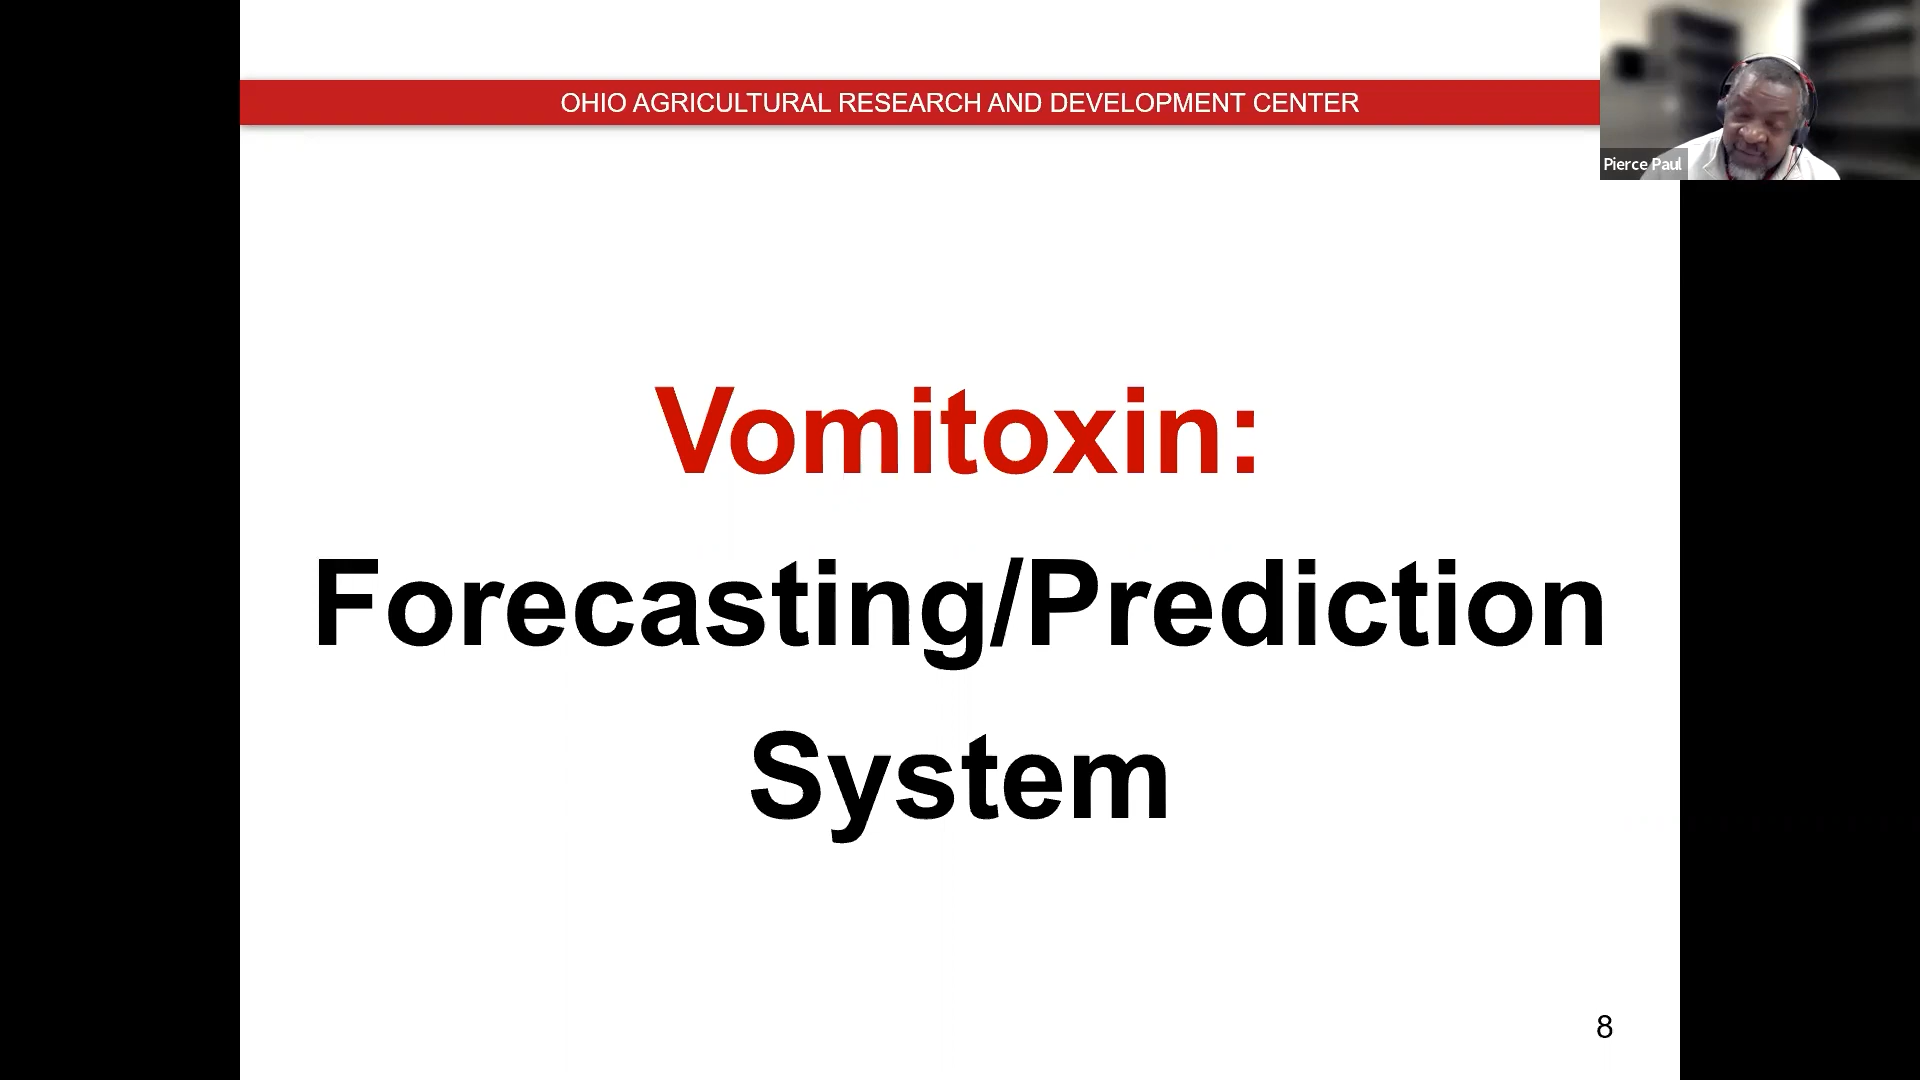 OHIO AGRICULTURAL RESEARCH AND DEVELOPMENT CENTER
Pierce Paul
Vomitoxin:
Forecasting/Prediction
System
8